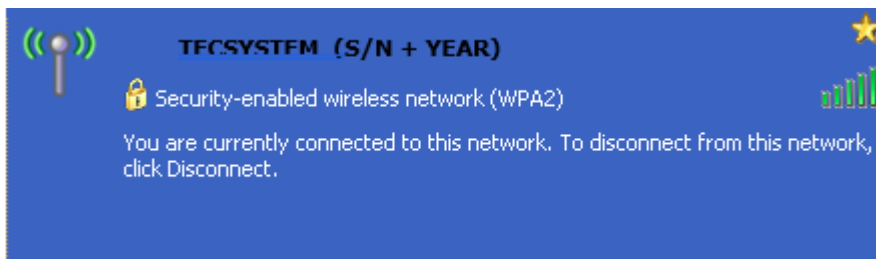 TECSYSTEM (S/N + YEAR)
Security-enabled wireless network (WPA2)
You are currently connected to this network. To disconnect from this network,
click Disconnect.